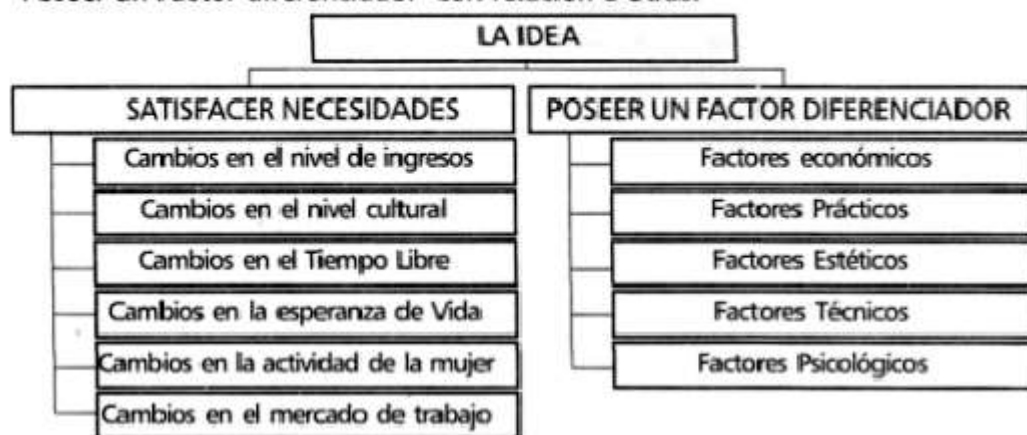 LA IDEA
SATISFACER NECESIDADES
Cambios en el nivel de ingresos
Cambios en el nivel cultural
Cambios en el Tiempo Libre
Cambios en la esperanza de Vida
Cambios en la actividad de la mujer
Cambios en el mercado de trabajo
POSEER UN FACTOR DIFERENCIADOR
Factores económicos
Factores Prácticos
Factores Estéticos
Factores Técnicos
Factores Psicológicos